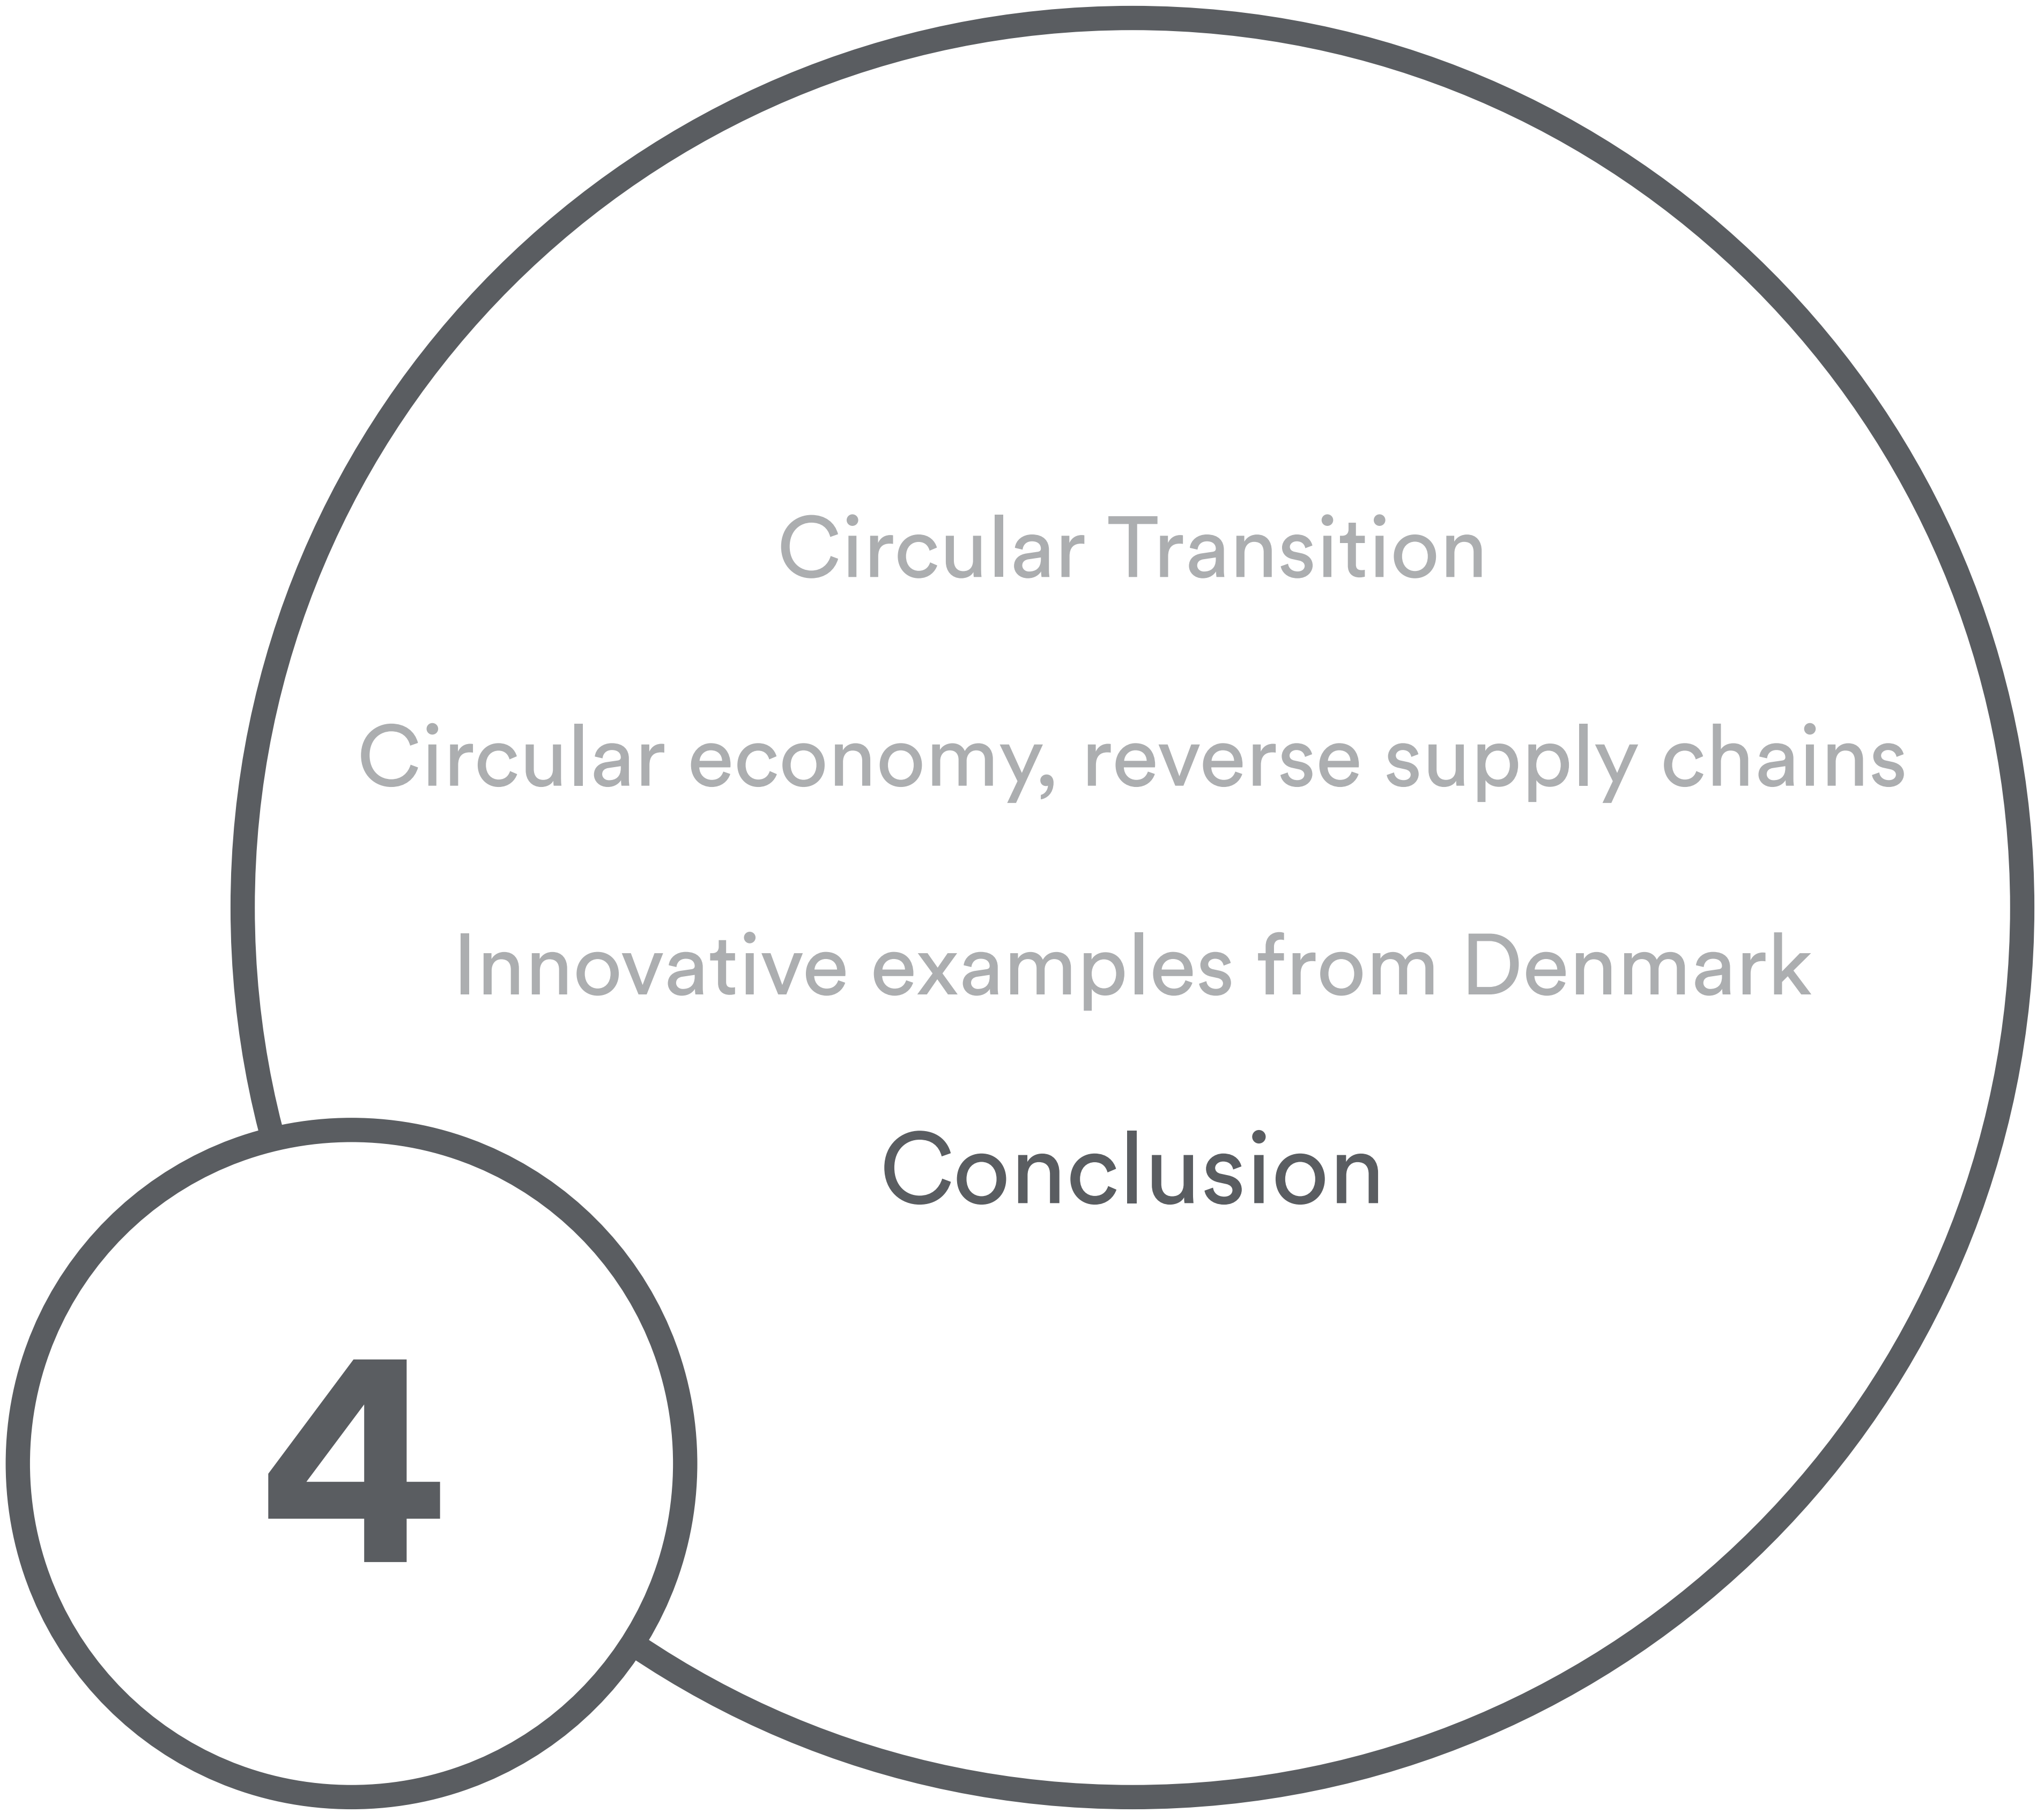 Circular Transition
Circular economy, reverse supply chains
Innovative examples from Denmark
Conclusion
4